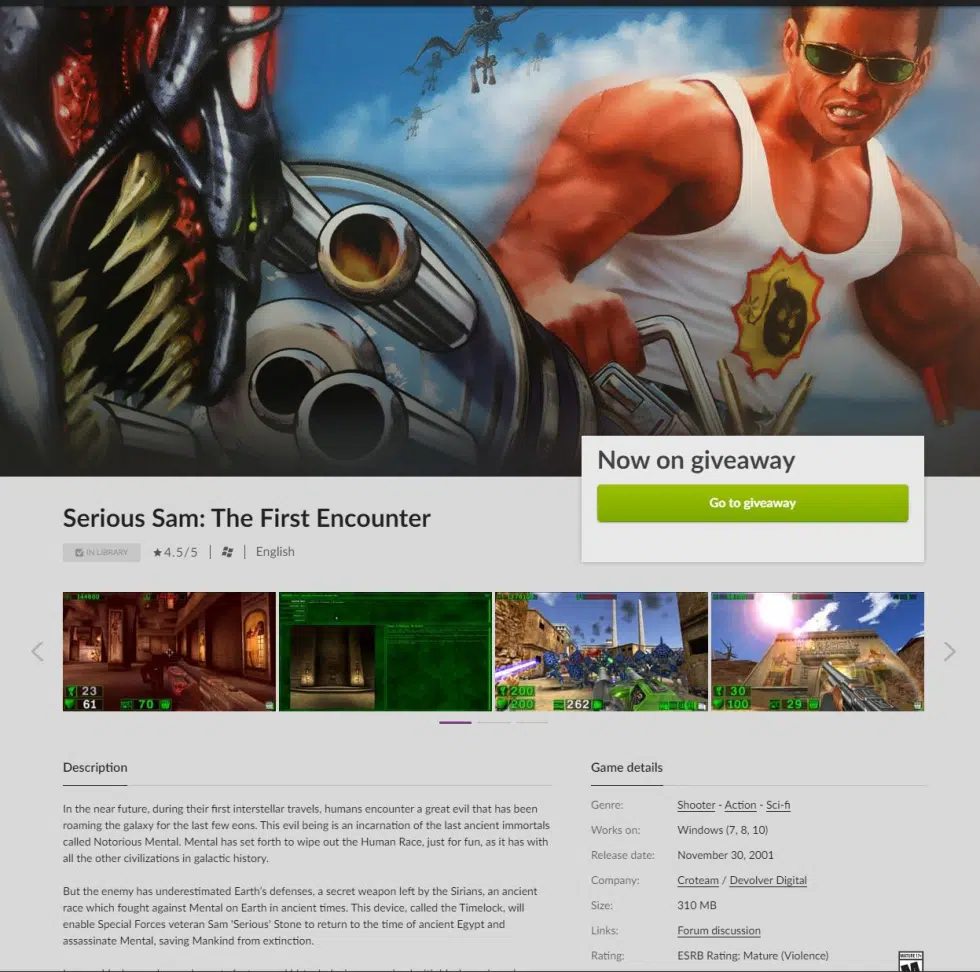 Now on giveaway
Go to giveaway
Serious Sam: The First Encounter
IN LIBRARY
4.5/5
English
23
61
70
200
200
262
30
100
29
Description
In the near future, during their first interstellar travels, humans encounter a great evil that has been
roaming the galaxy for the last few eons. This evil being is an incarnation of the last ancient immortals
called Notorious Mental. Mental has set forth to wipe out the Human Race, just for fun, as it has with
all the other civilizations in galactic history.
But the enemy has underestimated Earth's defenses, a secret weapon left by the Sirians, an ancient
race which fought against Mental on Earth in ancient times. This device, called the Timelock, will
enable Special Forces veteran Sam 'Serious' Stone to return to the time of ancient Egypt and
assassinate Mental, saving Mankind from extinction.
Game details
Genre: Shooter - Action - Sci-fi
Works on: Windows (7, 8, 10)
Release date: November 30, 2001
Company: Croteam / Devolver Digital
Size: 310 MB
Links: Forum discussion
Rating: ESRB Rating: Mature (Violence)